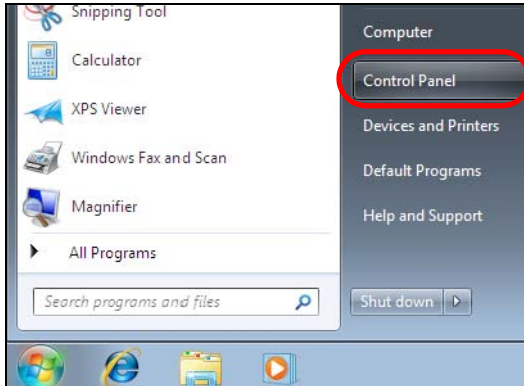 Snipping Tool
Calculator
XPS Viewer
Windows Fax and Scan
Magnifier
All Programs
Search programs and files
Computer
Control Panel
Devices and Printers
Default Programs
Help and Support
Shut down